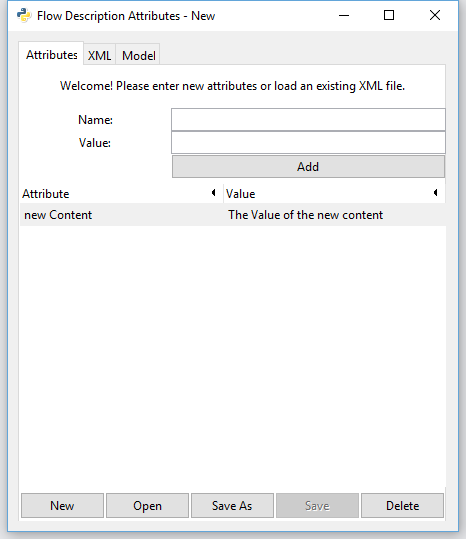 Flow Description Attributes - New
Attributes XML Model
Welcome! Please enter new attributes or load an existing XML file.
Name:
Value:
Add
Attribute Value
new Content The Value of the new content
New Open Save As Save Delete